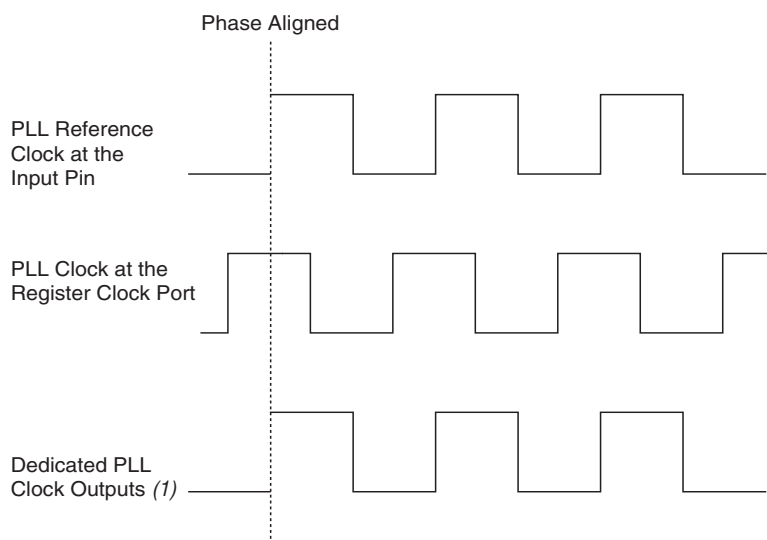 Phase Aligned
PLL Reference
Clock at the
Input Pin
PLL Clock at the
Register Clock Port
Dedicated PLL
Clock Outputs (1)